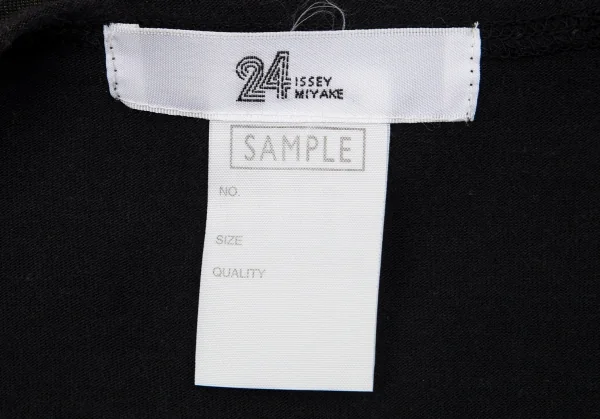 24 ISSEY
MIYAKE
SAMPLE
NO.
SIZE
QUALITY